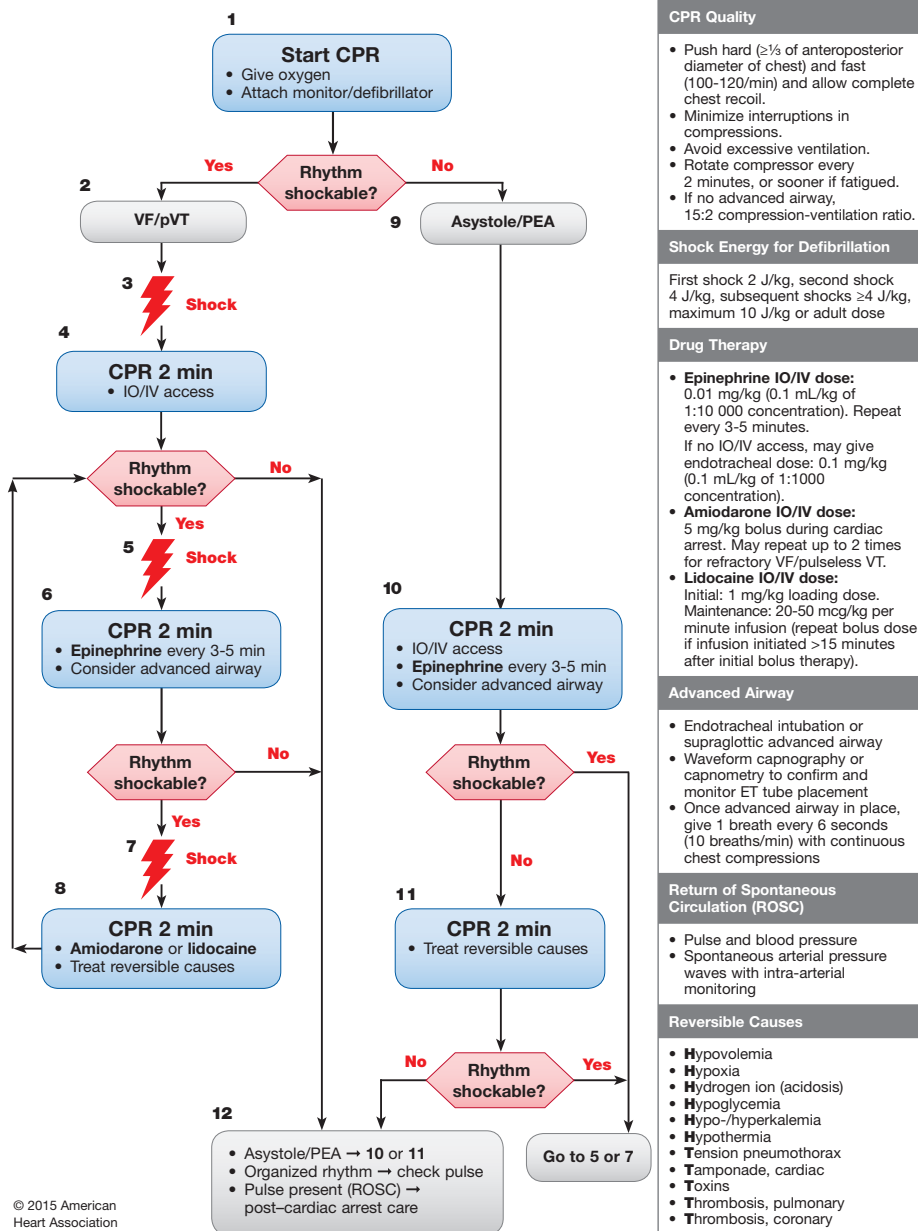 1
Start CPR
• Give oxygen
• Attach monitor/defibrillator
Rhythm
shockable?
Yes
No
2
VF/pVT
9
Asystole/PEA
3
Shock
4
CPR 2 min
• IO/IV access
Rhythm
shockable?
No
Yes
5
Shock
6
CPR 2 min
• Epinephrine every 3-5 min
• Consider advanced airway
Rhythm
shockable?
No
Yes
7
Shock
8
CPR 2 min
• Amiodarone or lidocaine
• Treat reversible causes
10
CPR 2 min
• IO/IV access
• Epinephrine every 3-5 min
• Consider advanced airway
Rhythm
shockable?
Yes
No
11
CPR 2 min
• Treat reversible causes
No
Rhythm
shockable?
Yes
12
• Asystole/PEA → 10 or 11
• Organized rhythm → check pulse
• Pulse present (ROSC) →
post–cardiac arrest care
Go to 5 or 7
© 2015 American
Heart Association
CPR Quality
• Push hard (≥⅓ of anteroposterior
diameter of chest) and fast
(100-120/min) and allow complete
chest recoil.
• Minimize interruptions in
compressions.
• Avoid excessive ventilation.
• Rotate compressor every
2 minutes, or sooner if fatigued.
• If no advanced airway,
15:2 compression-ventilation ratio.
Shock Energy for Defibrillation
First shock 2 J/kg, second shock
4 J/kg, subsequent shocks ≥4 J/kg,
maximum 10 J/kg or adult dose
Drug Therapy
• Epinephrine IO/IV dose:
0.01 mg/kg (0.1 mL/kg of
1:10 000 concentration). Repeat
every 3-5 minutes.
If no IO/IV access, may give
endotracheal dose: 0.1 mg/kg
(0.1 mL/kg of 1:1000
concentration).
• Amiodarone IO/IV dose:
5 mg/kg bolus during cardiac
arrest. May repeat up to 2 times
for refractory VF/pulseless VT.
• Lidocaine IO/IV dose:
Initial: 1 mg/kg loading dose.
Maintenance: 20-50 mcg/kg per
minute infusion (repeat bolus dose
if infusion initiated >15 minutes
after initial bolus therapy).
Advanced Airway
• Endotracheal intubation or
supraglottic advanced airway
• Waveform capnography or
capnometry to confirm and
monitor ET tube placement
• Once advanced airway in place,
give 1 breath every 6 seconds
(10 breaths/min) with continuous
chest compressions
Return of Spontaneous
Circulation (ROSC)
• Pulse and blood pressure
• Spontaneous arterial pressure
waves with intra-arterial
monitoring
Reversible Causes
• Hypovolemia
• Hypoxia
• Hydrogen ion (acidosis)
• Hypoglycemia
• Hypo-/hyperkalemia
• Hypothermia
• Tension pneumothorax
• Tamponade, cardiac
• Toxins
• Thrombosis, pulmonary
• Thrombosis, coronary